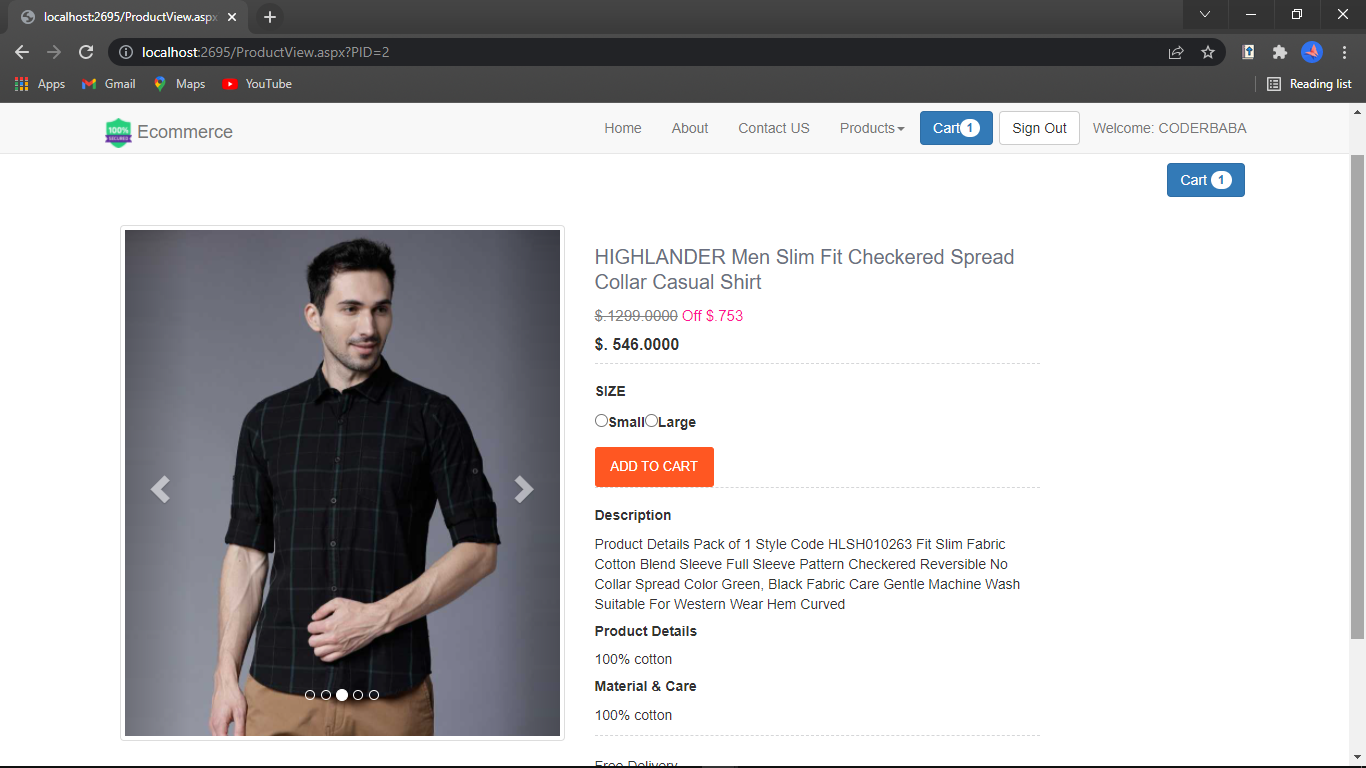 localhost:2695/ProductView.aspx
localhost:2695/ProductView.aspx?PID=2
Apps Gmail Maps YouTube Reading list
100% SECURED Ecommerce Home About Contact US Products Cart 1 Sign Out Welcome: CODERBABA
Cart 1
HIGHLANDER Men Slim Fit Checkered Spread
Collar Casual Shirt
$.1299.0000 Off $.753
$. 546.0000
SIZE
Small Large
ADD TO CART
Description
Product Details Pack of 1 Style Code HLSH010263 Fit Slim Fabric
Cotton Blend Sleeve Full Sleeve Pattern Checkered Reversible No
Collar Spread Color Green, Black Fabric Care Gentle Machine Wash
Suitable For Western Wear Hem Curved
Product Details
100% cotton
Material & Care
100% cotton
Free Delivery